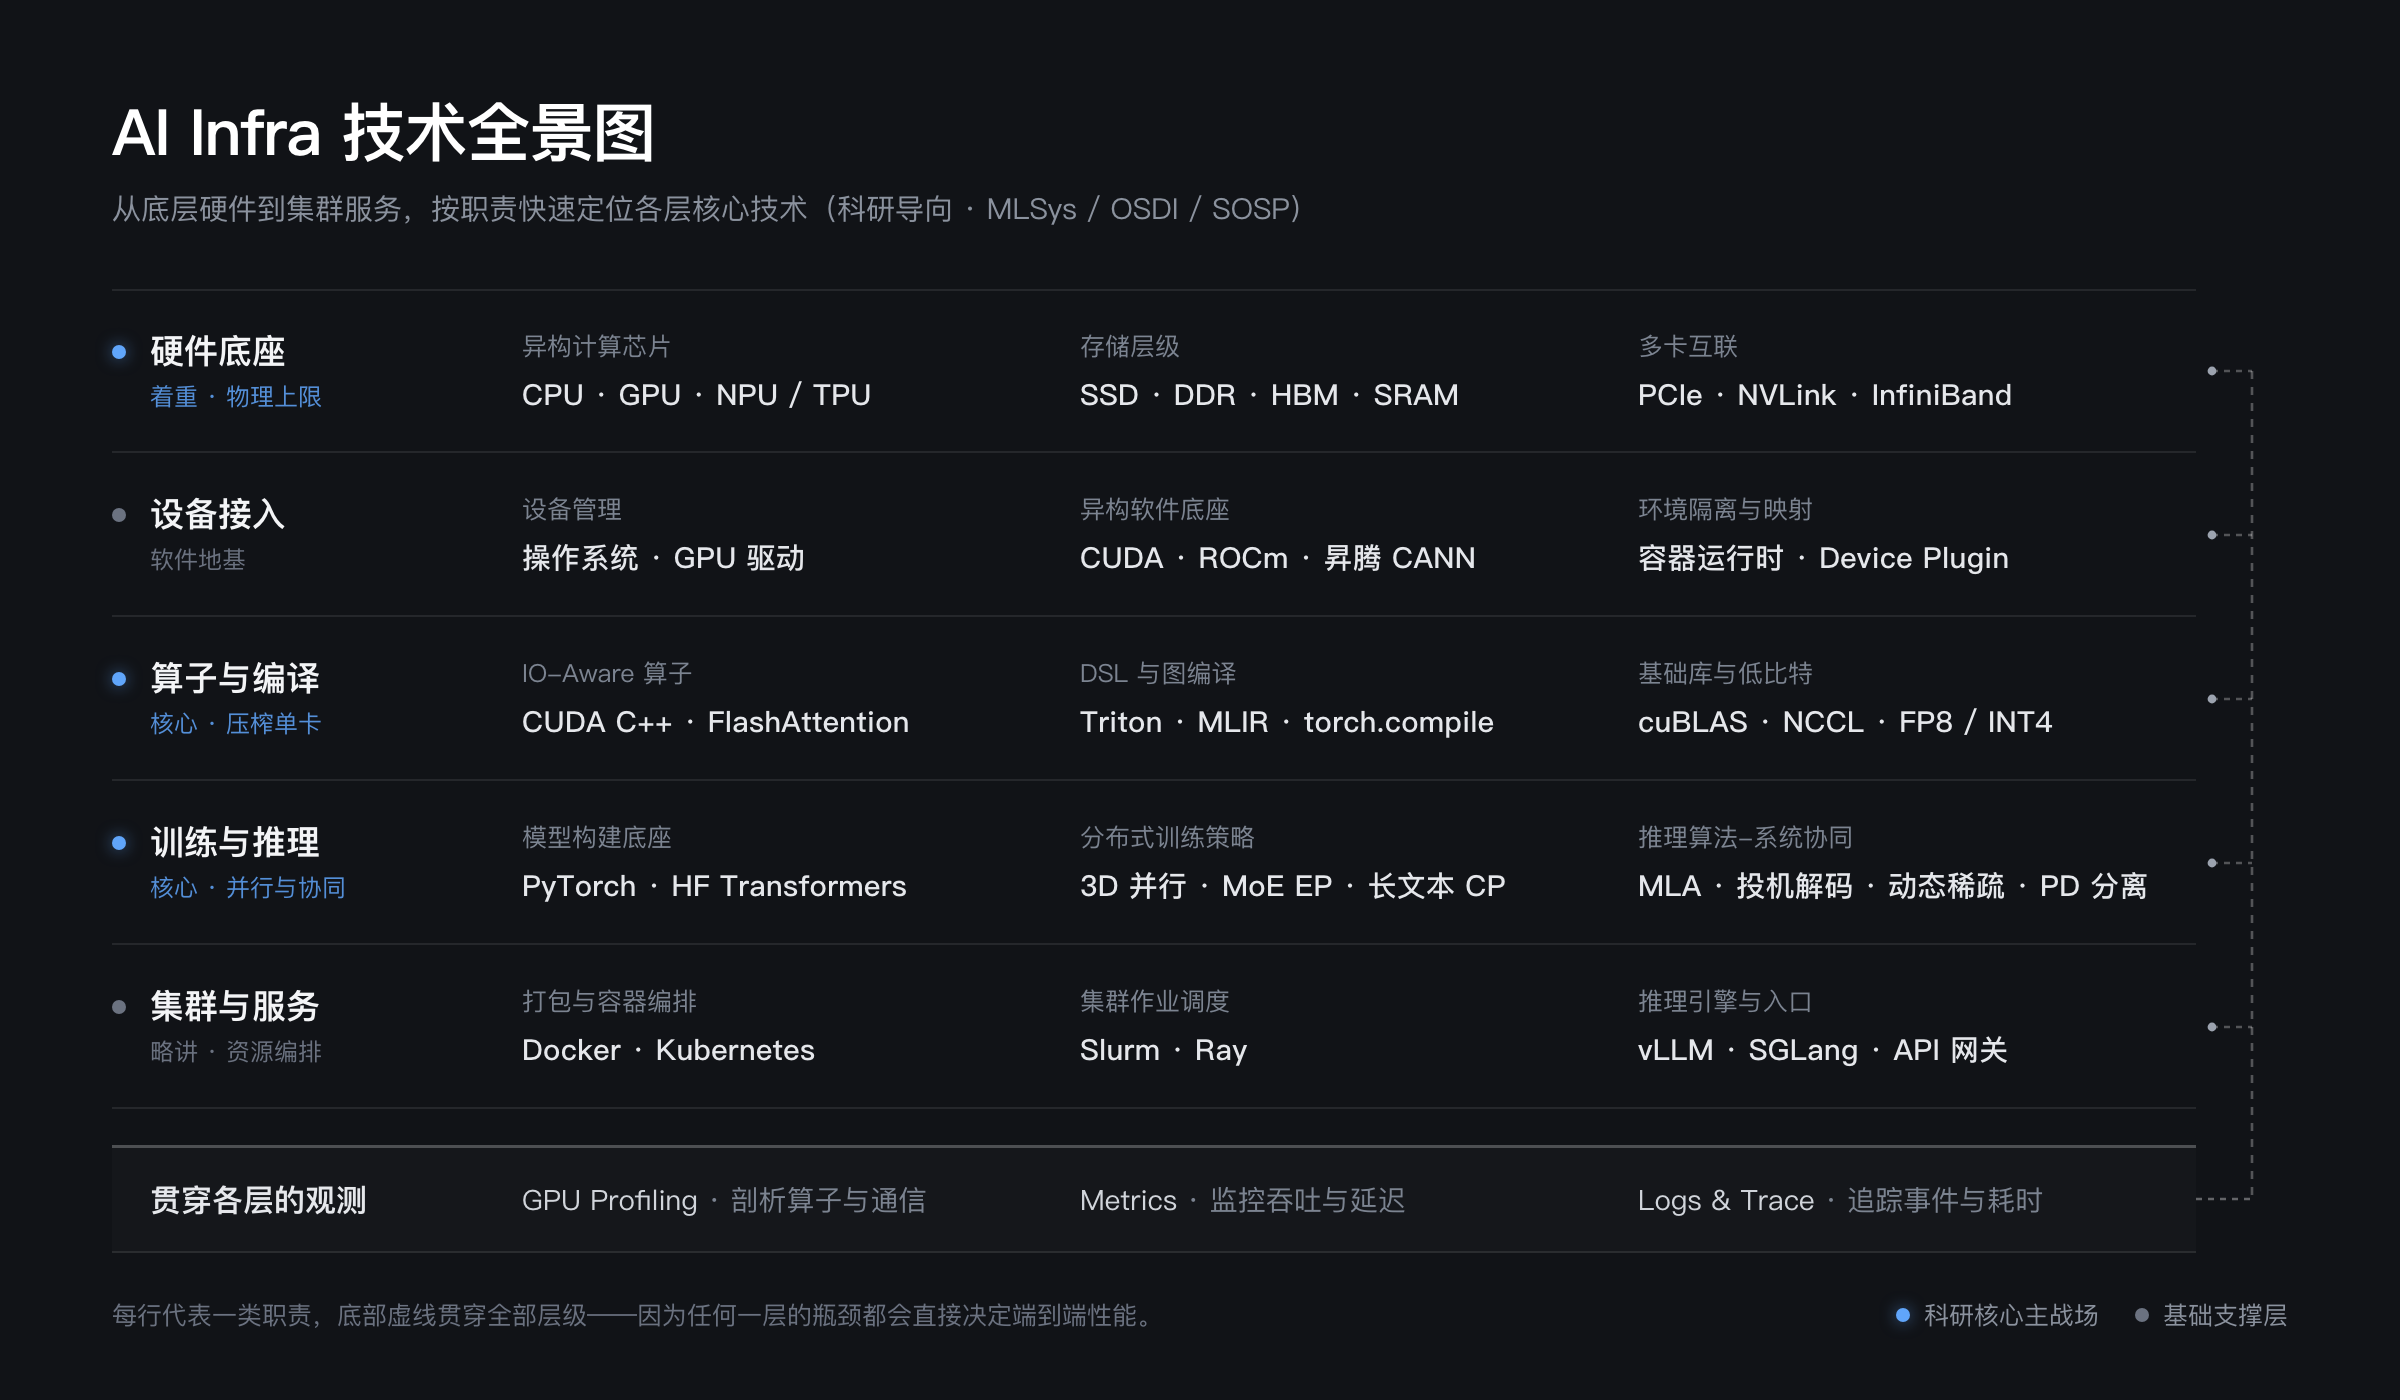 AI Infra 技术全景图
从底层硬件到集群服务，按职责快速定位各层核心技术（科研导向 · MLSys / OSDI / SOSP）
硬件底座
着重 · 物理上限
异构计算芯片
CPU · GPU · NPU / TPU
存储层级
SSD · DDR · HBM · SRAM
多卡互联
PCIe · NVLink · InfiniBand
设备接入
软件地基
设备管理
操作系统 · GPU 驱动
异构软件底座
CUDA · ROCm · 昇腾 CANN
环境隔离与映射
容器运行时 · Device Plugin
算子与编译
核心 · 压榨单卡
IO-Aware 算子
CUDA C++ · FlashAttention
DSL 与图编译
Triton · MLIR · torch.compile
基础库与低比特
cuBLAS · NCCL · FP8 / INT4
训练与推理
核心 · 并行与协同
模型构建底座
PyTorch · HF Transformers
分布式训练策略
3D 并行 · MoE EP · 长文本 CP
推理算法-系统协同
MLA · 投机解码 · 动态稀疏 · PD 分离
集群与服务
略讲 · 资源编排
打包与容器编排
Docker · Kubernetes
集群作业调度
Slurm · Ray
推理引擎与入口
vLLM · SGLang · API 网关
贯穿各层的观测
GPU Profiling · 剖析算子与通信
Metrics · 监控吞吐与延迟
Logs & Trace · 追踪事件与耗时
每行代表一类职责，底部虚线贯穿全部层级——因为任何一层的瓶颈都会直接决定端到端性能。
科研核心主战场
基础支撑层